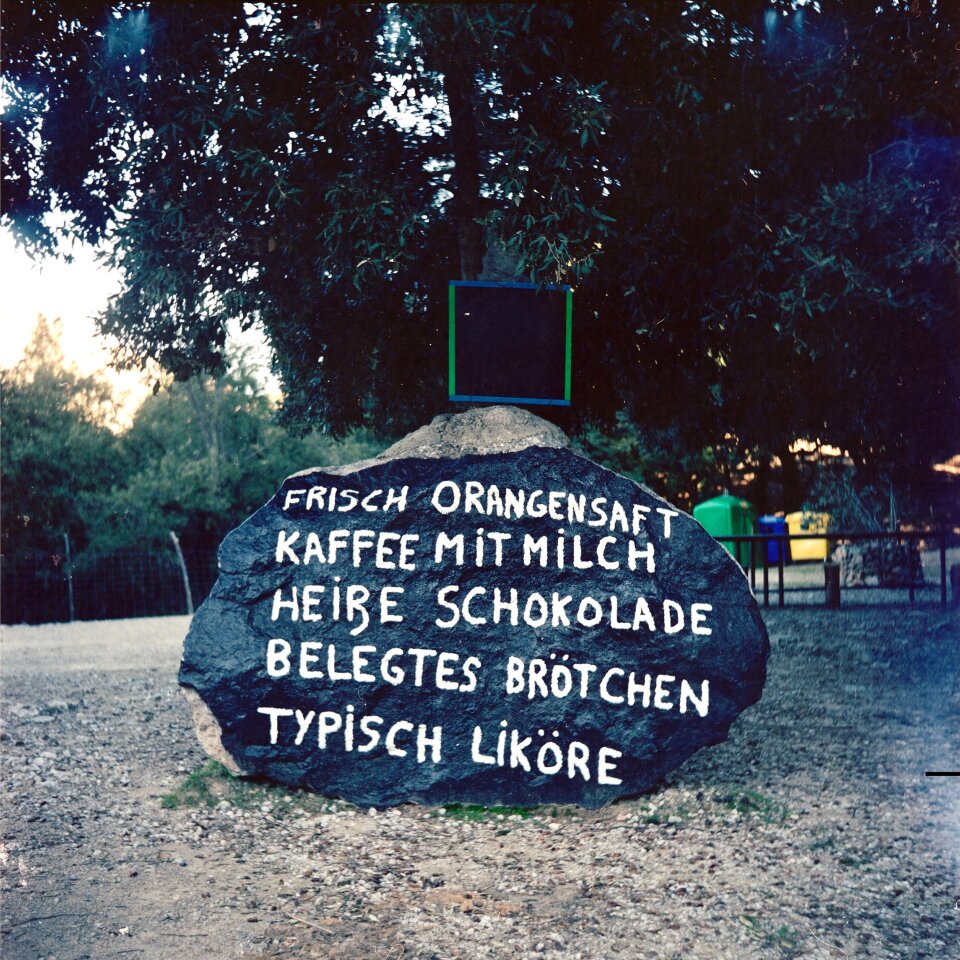 FRISCH ORANGENSAFT
KAFFEE MiT MiLCH
HEIßE SCHOKOLADE
BELEGTES BRÖTCHEN
TYPiSCH LiKÖRE